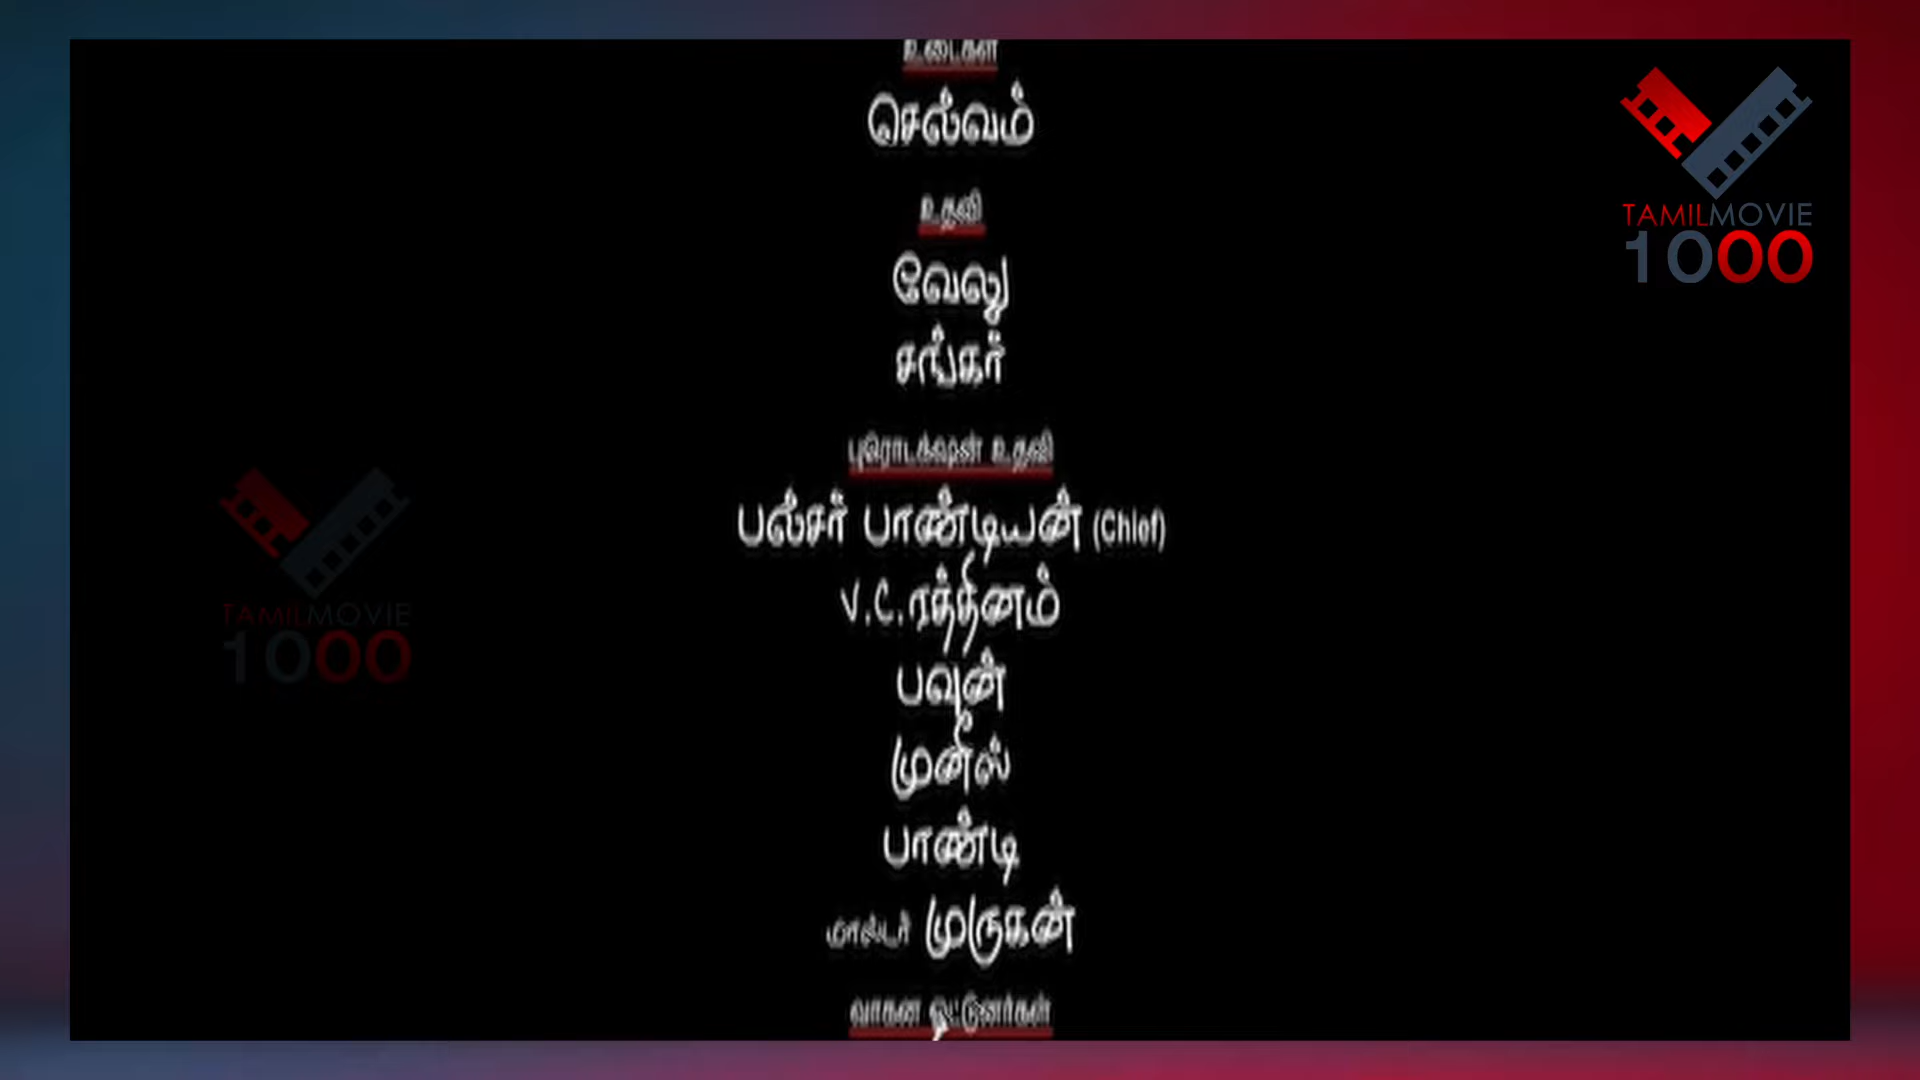 உடைகள்
செல்வம்
உதவி
வேலு
சங்கர்
புரொடக்ஷன் உதவி
பல்சர் பாண்டியன் (Chief)
V.C.ரத்தினம்
பவுன்
முனீஸ்
பாண்டி
மாஸ்டர் முருகன்
வாகன ஓட்டுனர்கள்
TAMILMOVIE
1000
TAMILMOVIE
1000